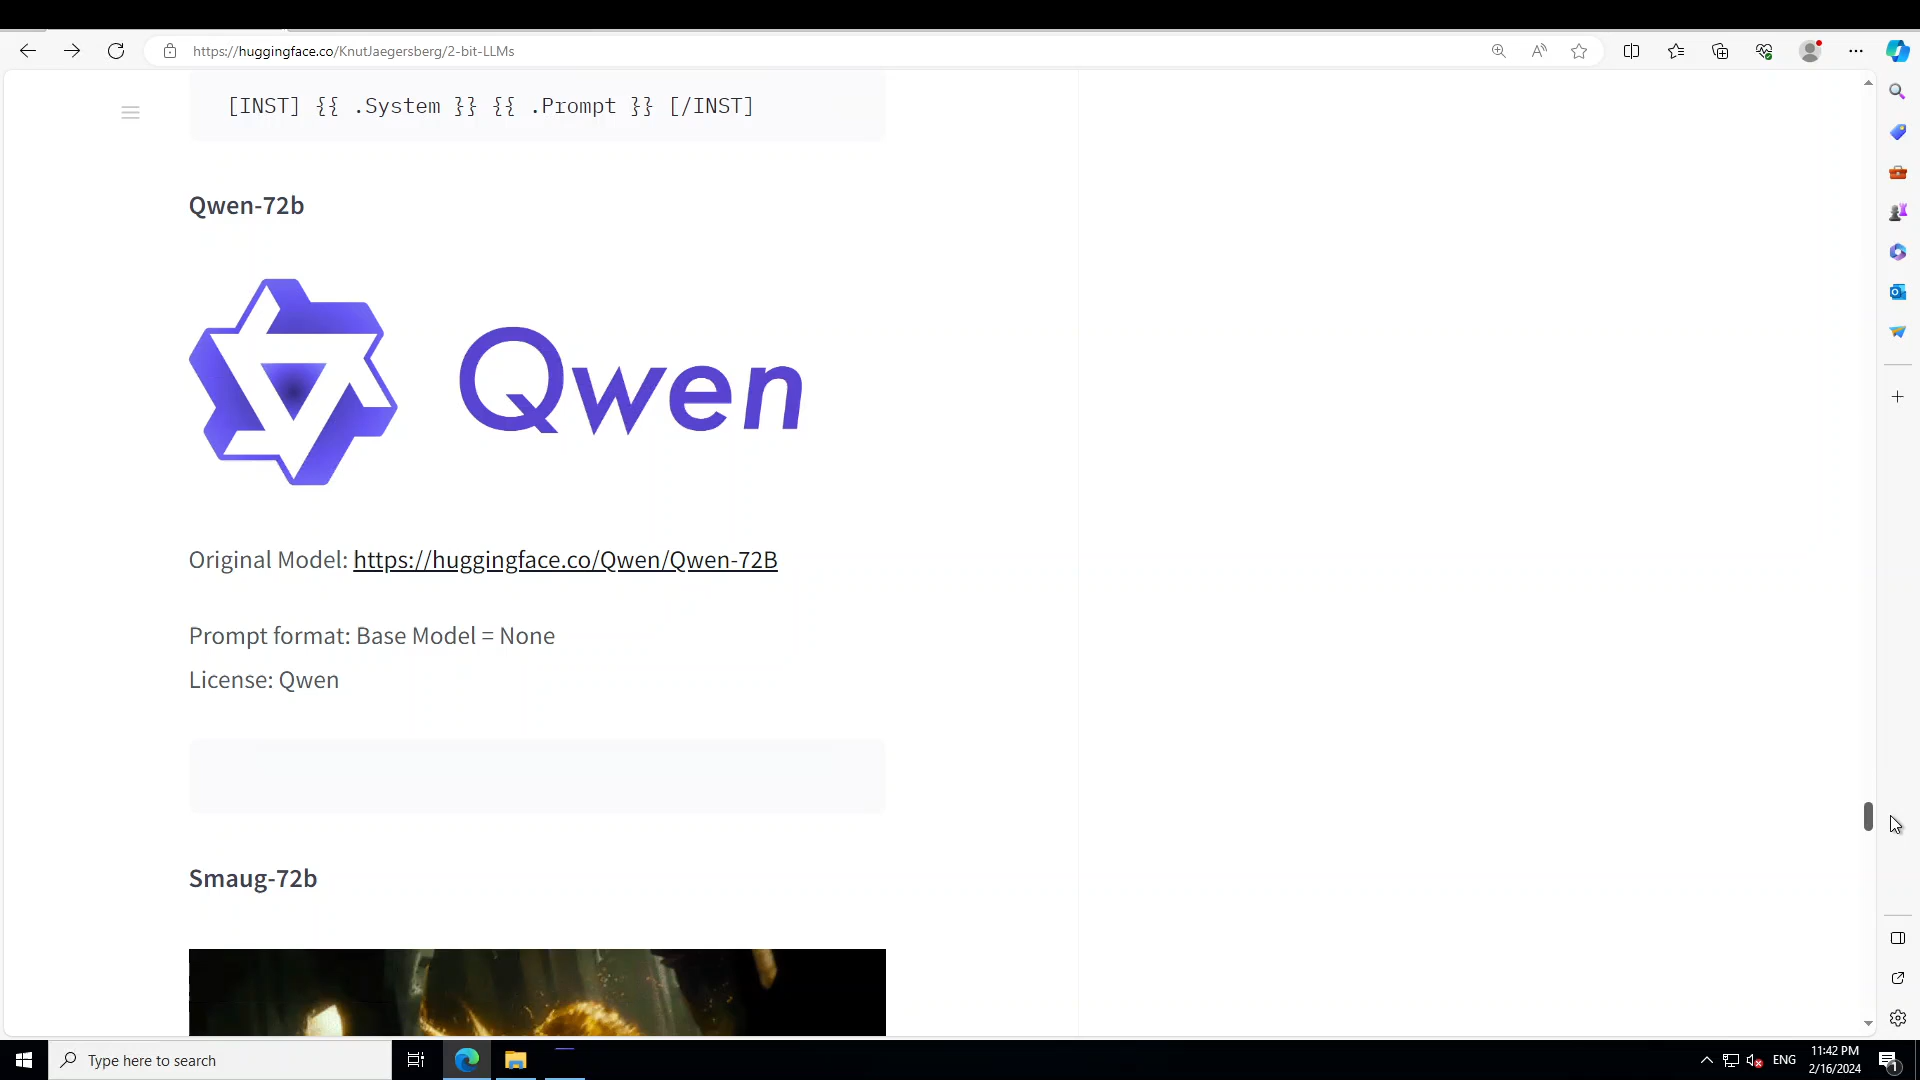 https://huggingface.co/KnutJaegersberg/2-bit-LLMs
[INST] {{ .System }} {{ .Prompt }} [/INST]
Qwen-72b
Qwen
Original Model: https://huggingface.co/Qwen/Qwen-72B
Prompt format: Base Model = None
License: Qwen
Smaug-72b
Type here to search
ENG
11:42 PM
2/16/2024
1